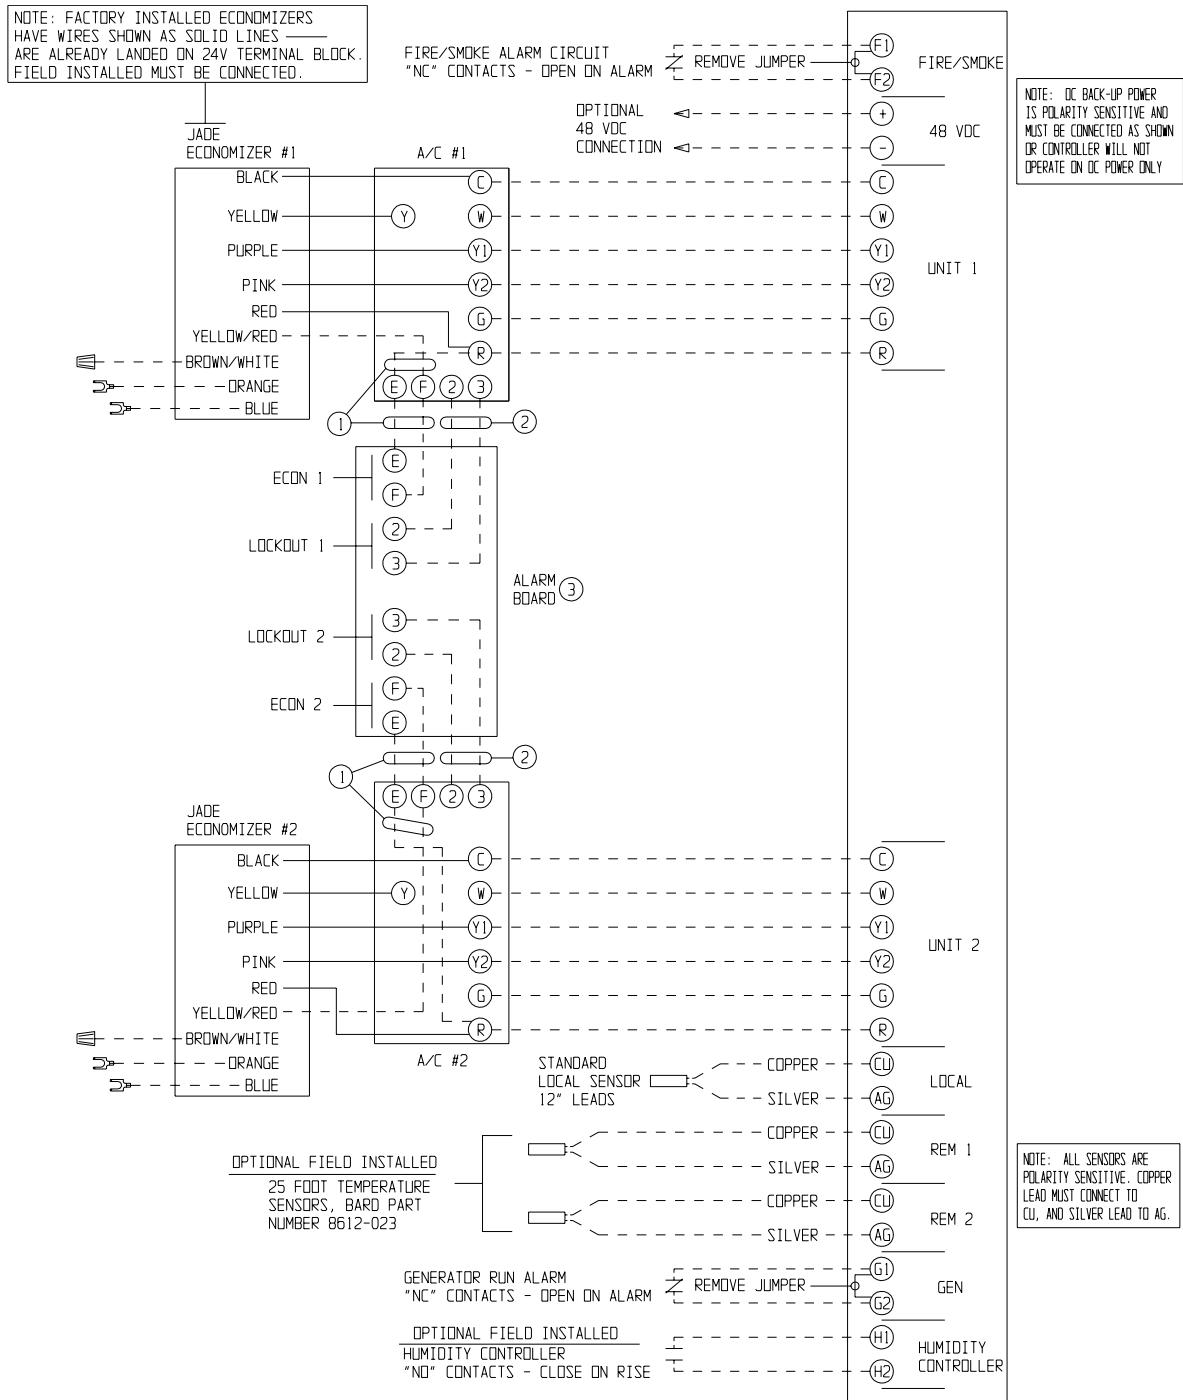 NOTE: FACTORY INSTALLED ECONOMIZERS
HAVE WIRES SHOWN AS SOLID LINES
ARE ALREADY LANDED ON 24V TERMINAL BLOCK.
FIELD INSTALLED MUST BE CONNECTED.
FIRE/SMOKE ALARM CIRCUIT
"NC" CONTACTS - OPEN ON ALARM
REMOVE JUMPER
F1
F2
FIRE/SMOKE
OPTIONAL
48 VDC
CONNECTION
+
-
48 VDC
NOTE: DC BACK-UP POWER
IS POLARITY SENSITIVE AND
MUST BE CONNECTED AS SHOWN
OR CONTROLLER WILL NOT
OPERATE ON DC POWER ONLY
JADE
ECONOMIZER #1
A/C #1
BLACK
YELLOW
PURPLE
PINK
RED
YELLOW/RED
BROWN/WHITE
ORANGE
BLUE
Y
C
W
Y1
Y2
G
R
E F 2 3
C
W
Y1
Y2
G
R
UNIT 1
1
2
ECON 1
E
F
LOCKOUT 1
2
3
ALARM
BOARD
3
LOCKOUT 2
3
2
ECON 2
F
E
1
2
JADE
ECONOMIZER #2
E F 2 3
BLACK
YELLOW
PURPLE
PINK
RED
YELLOW/RED
BROWN/WHITE
ORANGE
BLUE
Y
C
W
Y1
Y2
G
R
A/C #2
C
W
Y1
Y2
G
R
UNIT 2
STANDARD
LOCAL SENSOR
12" LEADS
COPPER
SILVER
CU
AG
LOCAL
OPTIONAL FIELD INSTALLED
25 FOOT TEMPERATURE
SENSORS, BARD PART
NUMBER 8612-023
COPPER
SILVER
CU
AG
REM 1
COPPER
SILVER
CU
AG
REM 2
NOTE: ALL SENSORS ARE
POLARITY SENSITIVE. COPPER
LEAD MUST CONNECT TO
CU, AND SILVER LEAD TO AG.
GENERATOR RUN ALARM
"NC" CONTACTS - OPEN ON ALARM
REMOVE JUMPER
G1
G2
GEN
OPTIONAL FIELD INSTALLED
HUMIDITY CONTROLLER
"NO" CONTACTS - CLOSE ON RISE
H1
H2
HUMIDITY
CONTROLLER